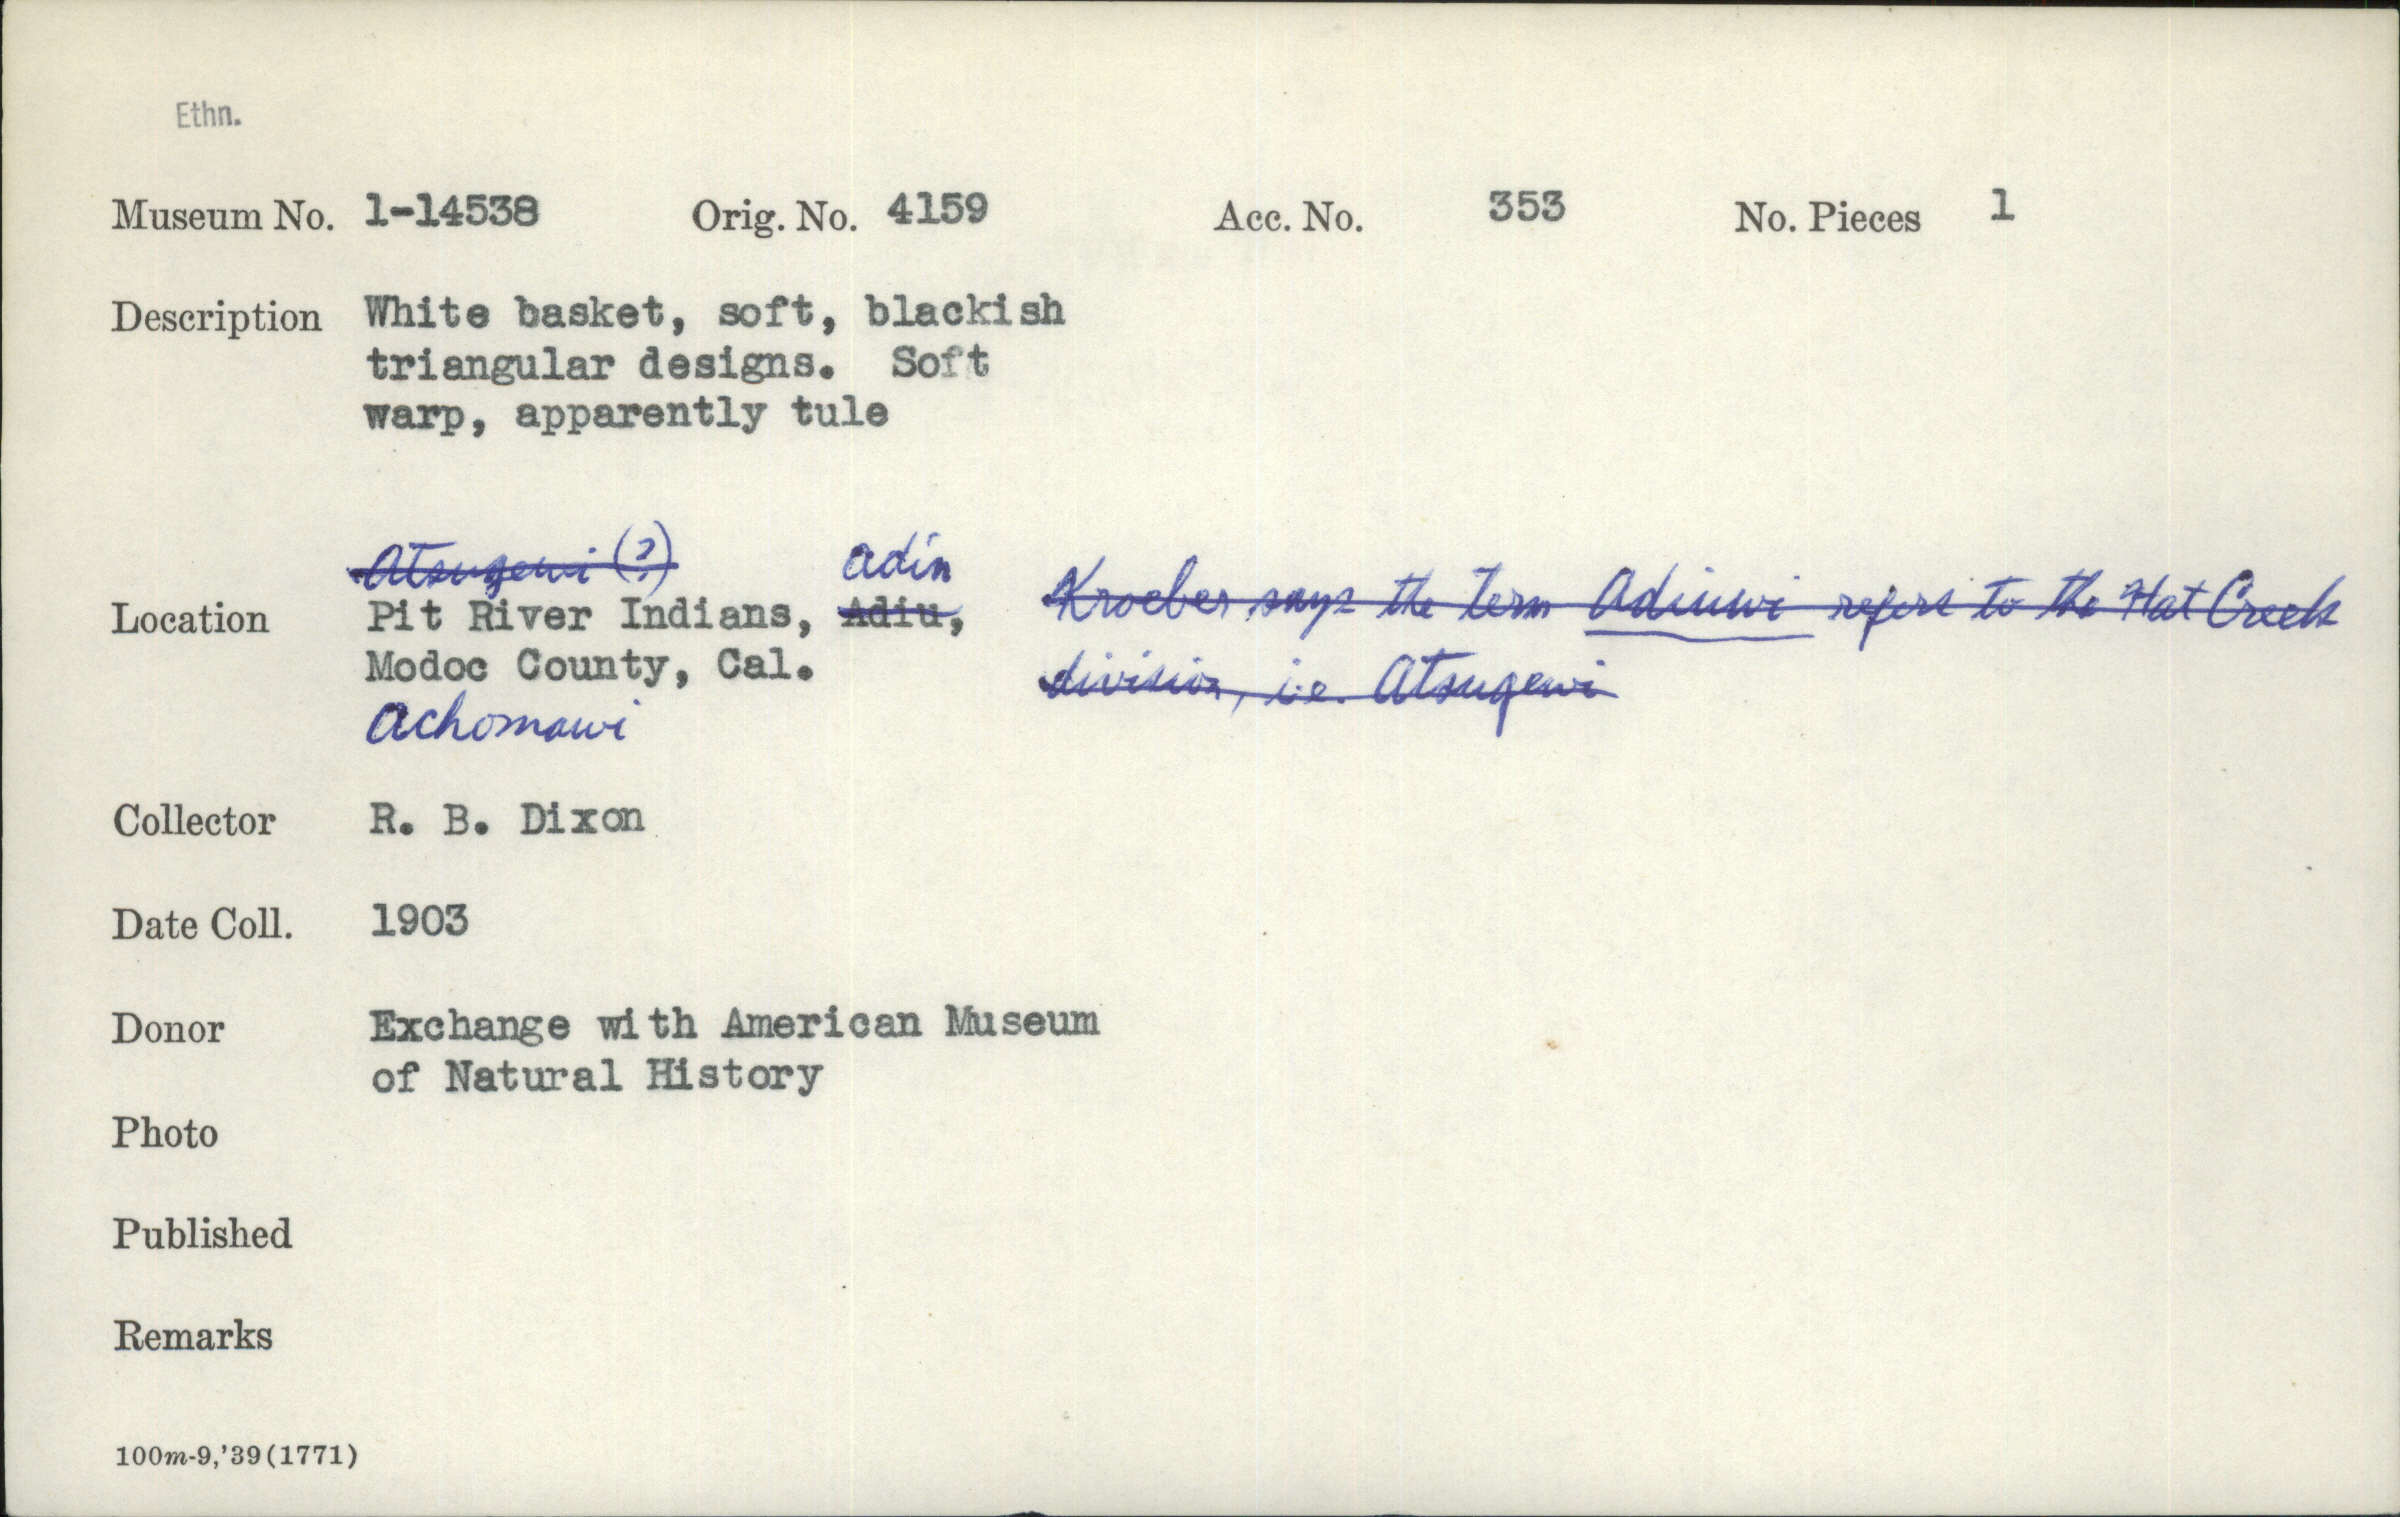 Ethn.
Museum No. 1-14538 Orig. No. 4159 Acc. No. 353 No. Pieces 1
Description White basket, soft, blackish
triangular designs. Soft
warp, apparently tule
Atsugewi (?) Adin
Location Pit River Indians, Adiu, Kroeber says the term Adiuwi refers to the Hat Creek
Modoc County, Cal. division, i.e. Atsugewi
Achomawi
Collector R. B. Dixon
Date Coll. 1903
Donor Exchange with American Museum
of Natural History
Photo
Published
Remarks
100m-9,'39(1771)